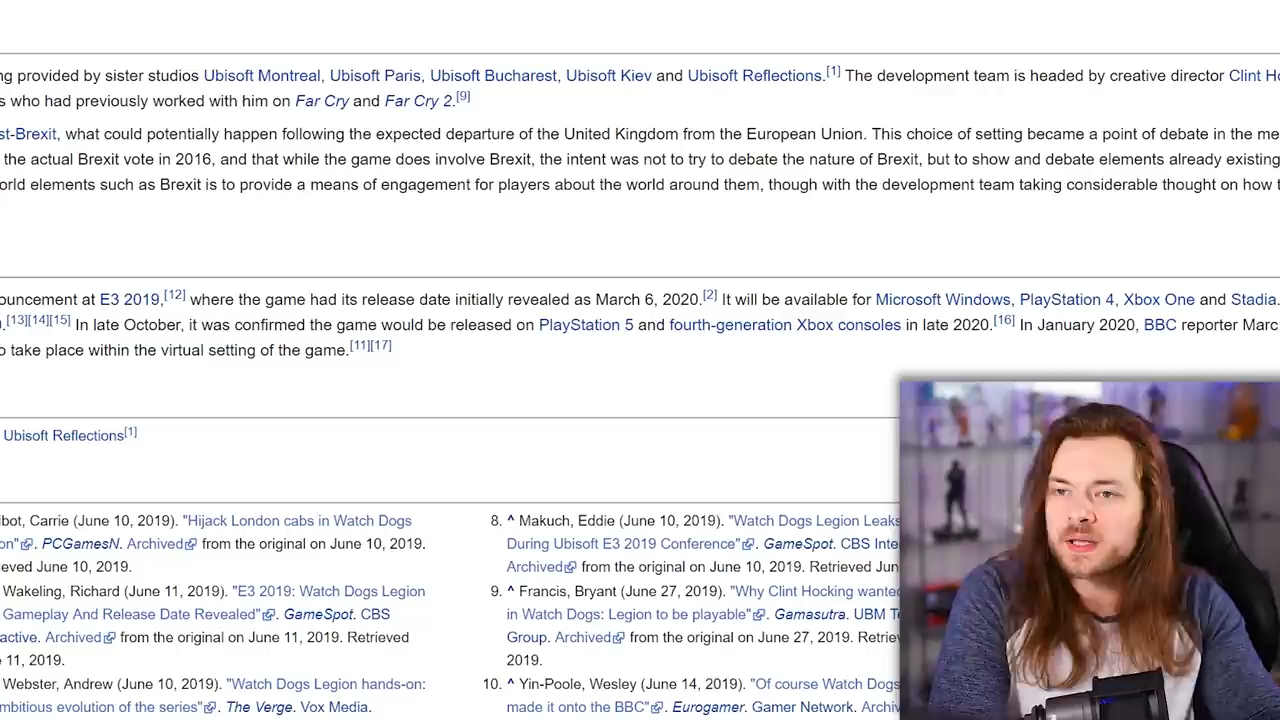 ng provided by sister studios Ubisoft Montreal, Ubisoft Paris, Ubisoft Bucharest, Ubisoft Kiev and Ubisoft Reflections.[1] The development team is headed by creative director Clint Ho
s who had previously worked with him on Far Cry and Far Cry 2.[9]
st-Brexit, what could potentially happen following the expected departure of the United Kingdom from the European Union. This choice of setting became a point of debate in the me
the actual Brexit vote in 2016, and that while the game does involve Brexit, the intent was not to try to debate the nature of Brexit, but to show and debate elements already existing
orld elements such as Brexit is to provide a means of engagement for players about the world around them, though with the development team taking considerable thought on how t
ouncement at E3 2019,[12] where the game had its release date initially revealed as March 6, 2020.[2] It will be available for Microsoft Windows, PlayStation 4, Xbox One and Stadia.
.[13][14][15] In late October, it was confirmed the game would be released on PlayStation 5 and fourth-generation Xbox consoles in late 2020.[16] In January 2020, BBC reporter Marc
o take place within the virtual setting of the game.[11][17]
Ubisoft Reflections[1]
lbot, Carrie (June 10, 2019). "Hijack London cabs in Watch Dogs
on". PCGamesN. Archived from the original on June 10, 2019.
eved June 10, 2019.
Wakeling, Richard (June 11, 2019). "E3 2019: Watch Dogs Legion
Gameplay And Release Date Revealed". GameSpot. CBS
active. Archived from the original on June 11, 2019. Retrieved
e 11, 2019.
Webster, Andrew (June 10, 2019). "Watch Dogs Legion hands-on:
mbitious evolution of the series". The Verge. Vox Media.
8. ^ Makuch, Eddie (June 10, 2019). "Watch Dogs Legion Leaks
During Ubisoft E3 2019 Conference". GameSpot. CBS Inte
Archived from the original on June 10, 2019. Retrieved Jun
9. ^ Francis, Bryant (June 27, 2019). "Why Clint Hocking wante
in Watch Dogs: Legion to be playable". Gamasutra. UBM T
Group. Archived from the original on June 27, 2019. Retriev
2019.
10. ^ Yin-Poole, Wesley (June 14, 2019). "Of course Watch Dogs
made it onto the BBC". Eurogamer. Gamer Network. Archiv